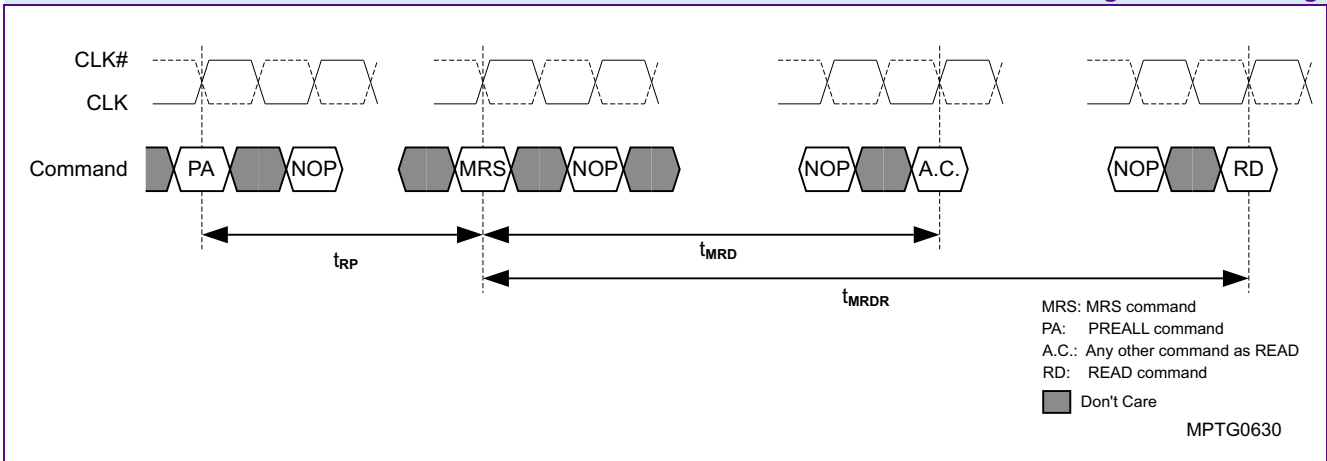 CLK#
CLK
Command PA NOP MRS NOP NOP A.C. NOP RD
tRP
tMRD
tMRDR
MRS: MRS command
PA: PREALL command
A.C.: Any other command as READ
RD: READ command
Don't Care
MPTG0630